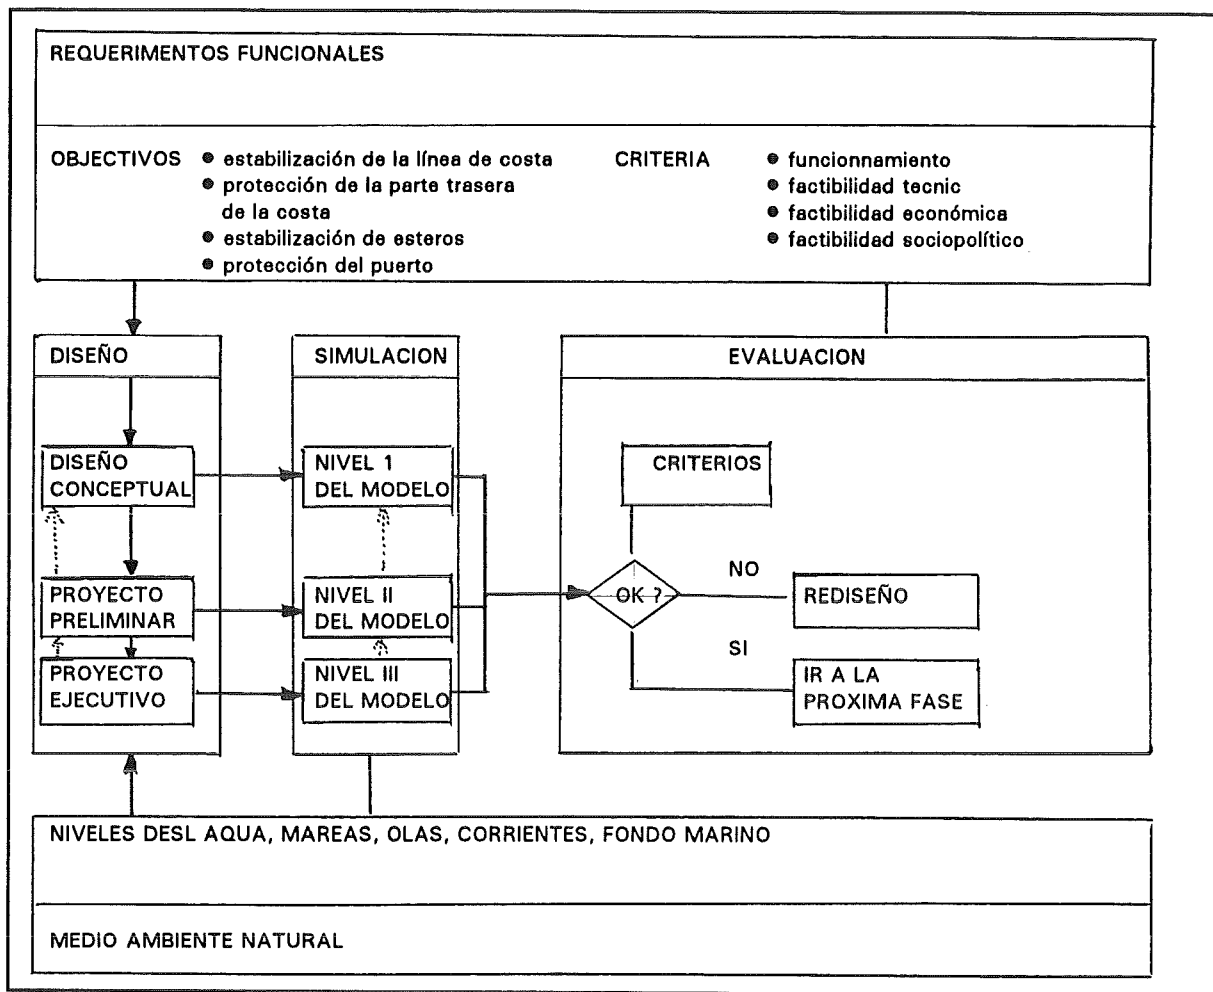 REQUERIMENTOS FUNCIONALES
OBJECTIVOS
● estabilización de la línea de costa
● protección de la parte trasera
de la costa
● estabilización de esteros
● protección del puerto
CRITERIA
● funcionnamiento
● factibilidad tecnic
● factibilidad económica
● factibilidad sociopolítico
DISEÑO
DISEÑO
CONCEPTUAL
PROYECTO
PRELIMINAR
PROYECTO
EJECUTIVO
SIMULACION
NIVEL 1
DEL MODELO
NIVEL II
DEL MODELO
NIVEL III
DEL MODELO
EVALUACION
CRITERIOS
OK ?
NO
REDISEÑO
SI
IR A LA
PROXIMA FASE
NIVELES DESL AQUA, MAREAS, OLAS, CORRIENTES, FONDO MARINO
MEDIO AMBIENTE NATURAL